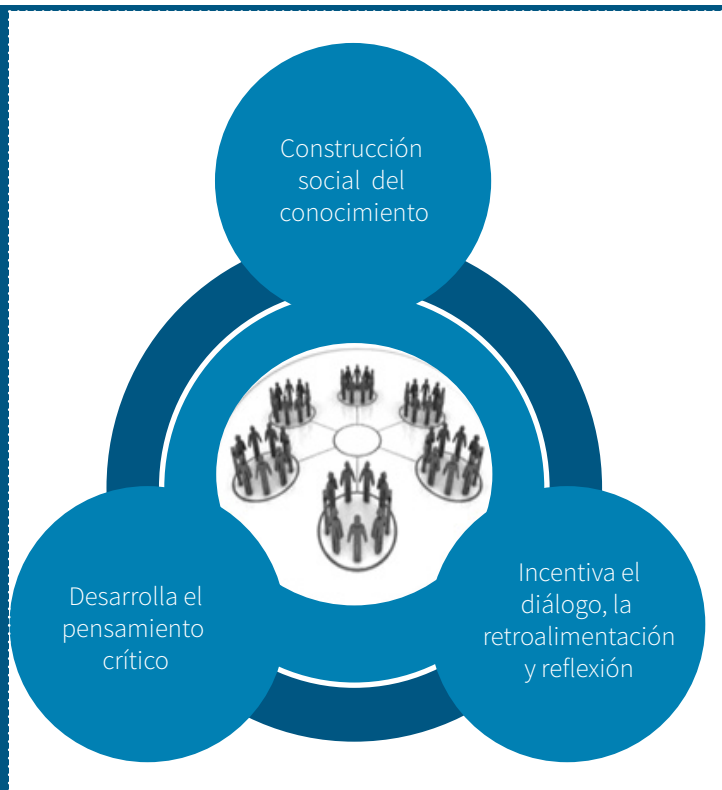 Construcción
social del
conocimiento
Desarrolla el
pensamiento
crítico
Incentiva el
diálogo, la
retroalimentación
y reflexión